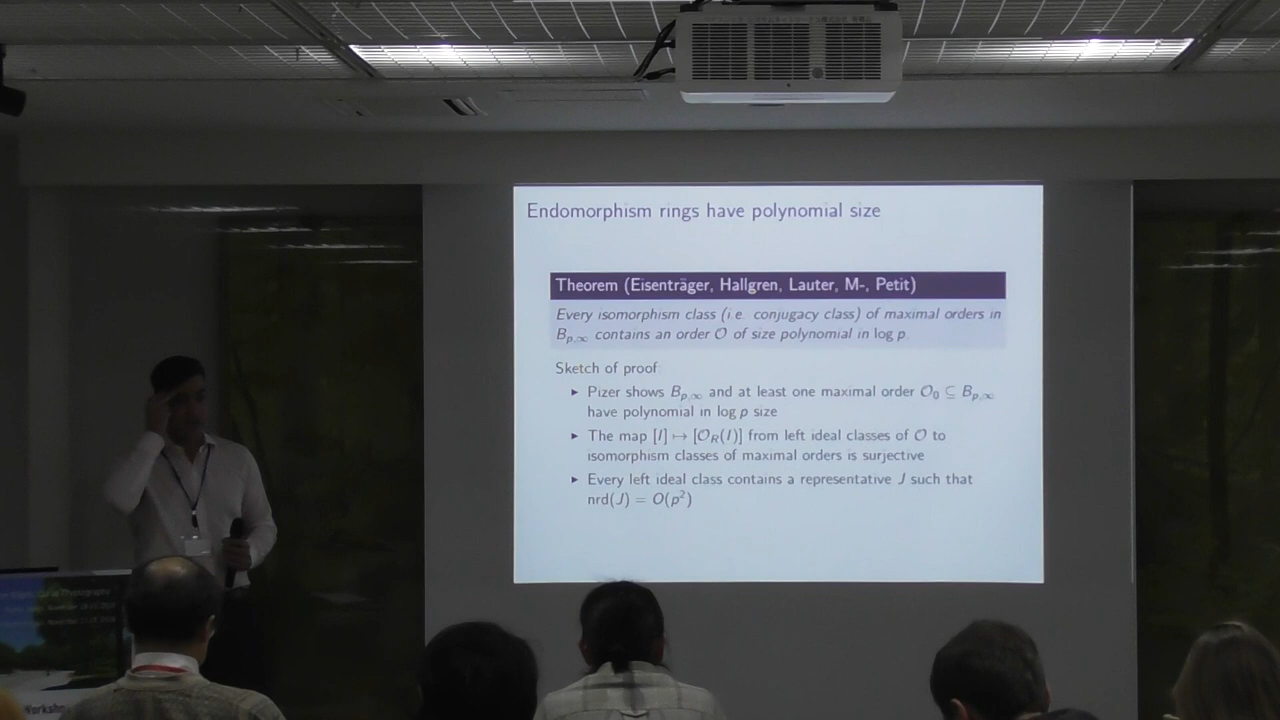 Endomorphism rings have polynomial size
Theorem (Eisenträger, Hallgren, Lauter, M-, Petit)
Every isomorphism class (i.e. conjugacy class) of maximal orders in
B_{p,∞} contains an order 𝒪 of size polynomial in log p.
Sketch of proof:
▸ Pizer shows B_{p,∞} and at least one maximal order 𝒪₀ ⊆ B_{p,∞}
have polynomial in log p size
▸ The map [I] ↦ [𝒪_R(I)] from left ideal classes of 𝒪 to
isomorphism classes of maximal orders is surjective
▸ Every left ideal class contains a representative J such that
nrd(J) = O(p²)